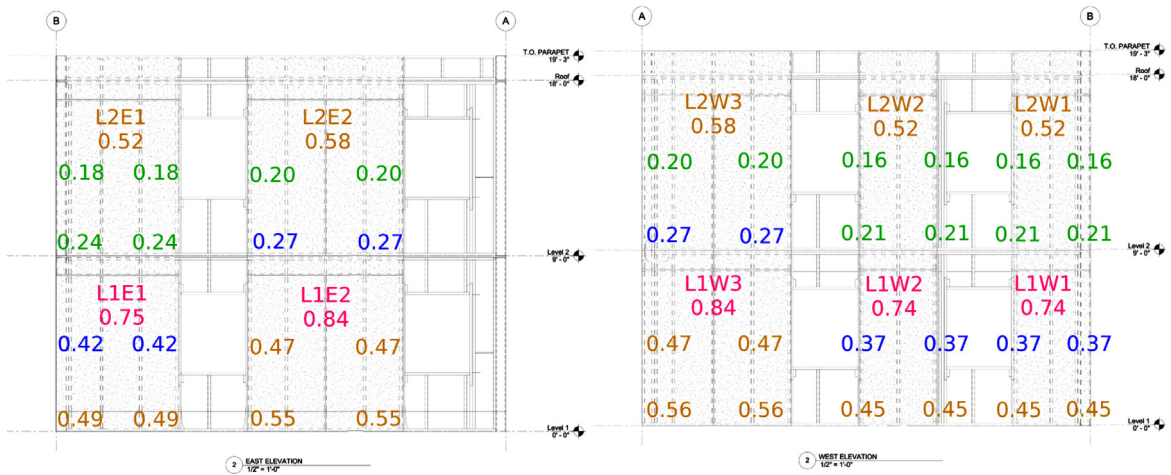 B A
T.O. PARAPET
19' - 3"
Roof
18' - 0"
L2E1 L2E2
0.52 0.58
0.18 0.18 0.20 0.20
0.24 0.24 0.27 0.27
Level 2
9' - 0"
L1E1 L1E2
0.75 0.84
0.42 0.42 0.47 0.47
0.49 0.49 0.55 0.55
Level 1
0' - 0"
2 EAST ELEVATION
1/2" = 1'-0"
A B
T.O. PARAPET
19' - 3"
Roof
18' - 0"
L2W3 L2W2 L2W1
0.58 0.52 0.52
0.20 0.20 0.16 0.16 0.16 0.16
0.27 0.27 0.21 0.21 0.21 0.21
Level 2
9' - 0"
L1W3 L1W2 L1W1
0.84 0.74 0.74
0.47 0.47 0.37 0.37 0.37 0.37
0.56 0.56 0.45 0.45 0.45 0.45
Level 1
0' - 0"
2 WEST ELEVATION
1/2" = 1'-0"